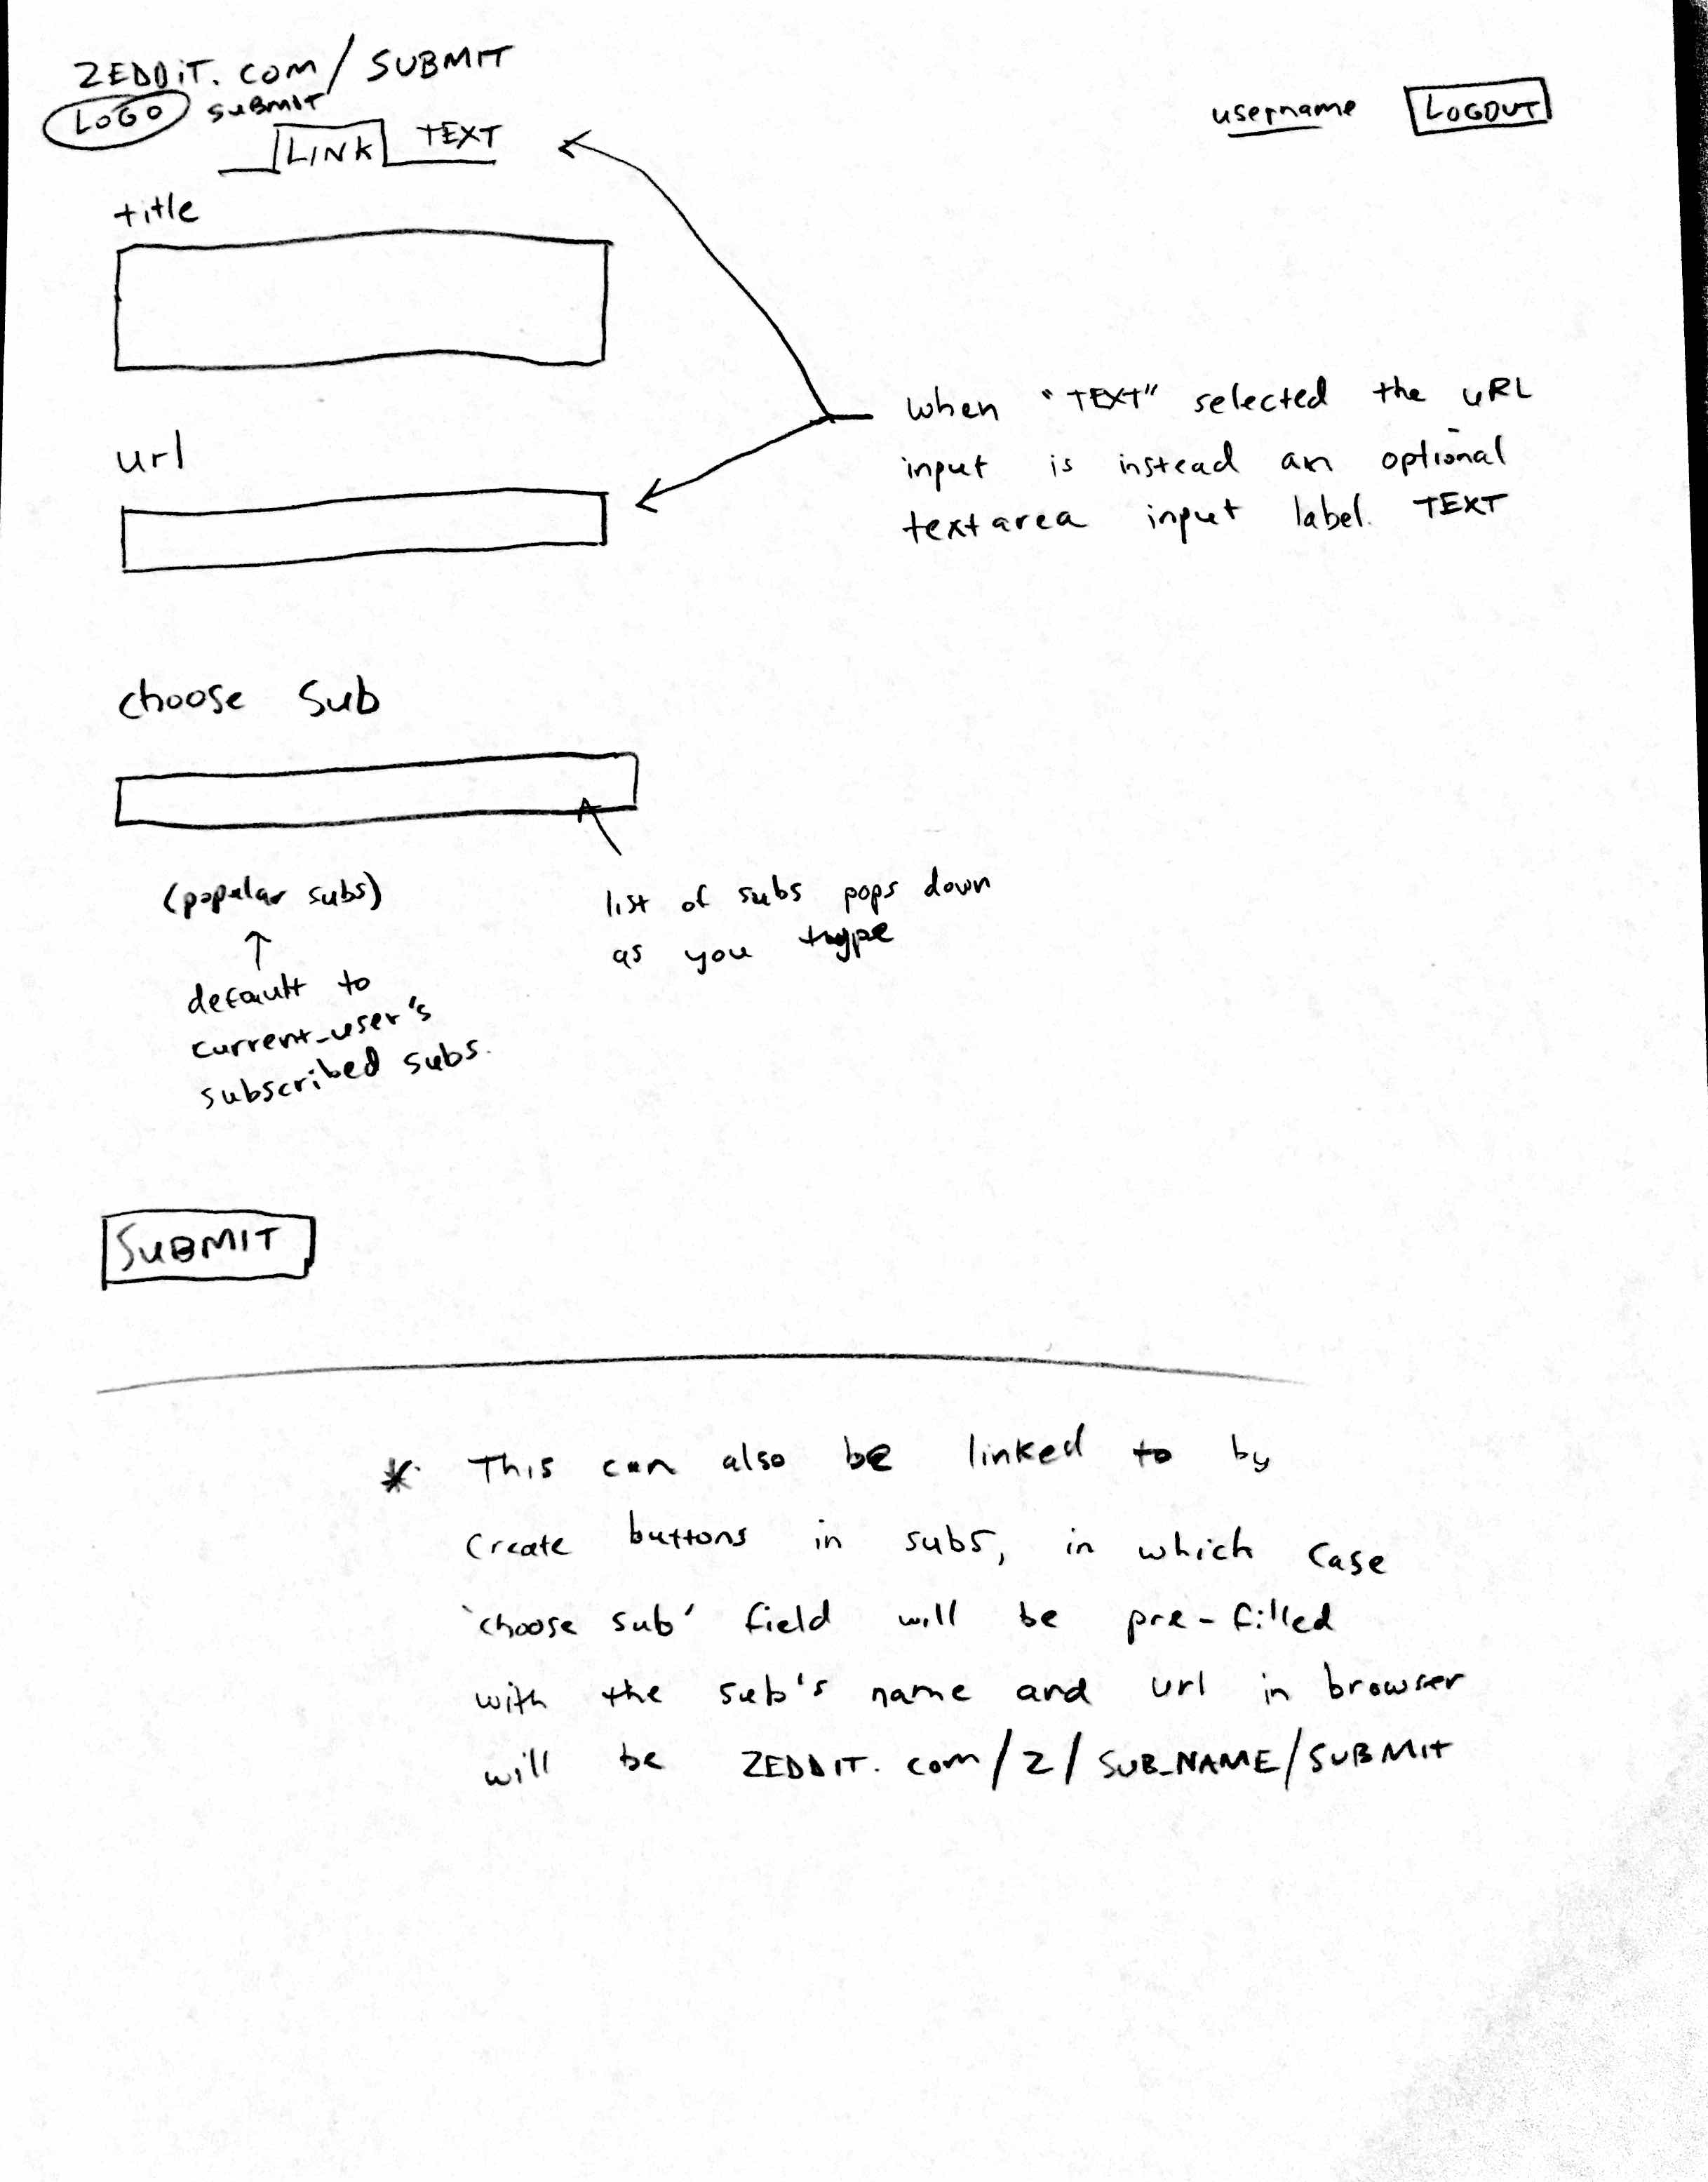 ZEDDiT. com / SUBMIT
LOGO submit
username LOGOUT
LINK TEXT
title
when "TEXT" selected the URL
input is instead an optional
textarea input label. TEXT
url
choose Sub
(popular subs)
default to
current_user's
subscribed subs.
list of subs pops down
as you type
SUBMIT
* This can also be linked to by
create buttons in subs, in which case
'choose sub' field will be pre-filled
with the sub's name and url in browser
will be ZEDDIT. com/Z/SUB_NAME/SUBMIT